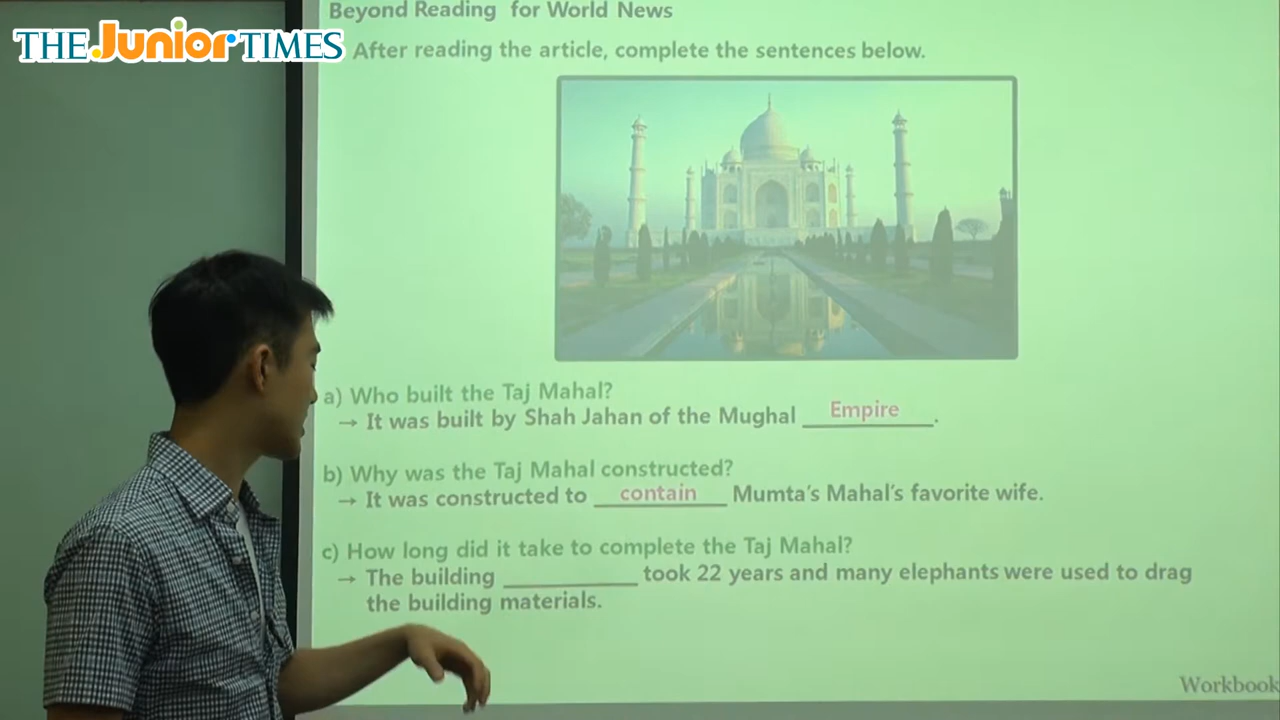 THE Junior TIMES
Beyond Reading for World News
After reading the article, complete the sentences below.
a) Who built the Taj Mahal?
→ It was built by Shah Jahan of the Mughal Empire.
b) Why was the Taj Mahal constructed?
→ It was constructed to contain Mumta's Mahal's favorite wife.
c) How long did it take to complete the Taj Mahal?
→ The building __________ took 22 years and many elephants were used to drag
the building materials.
Workbook